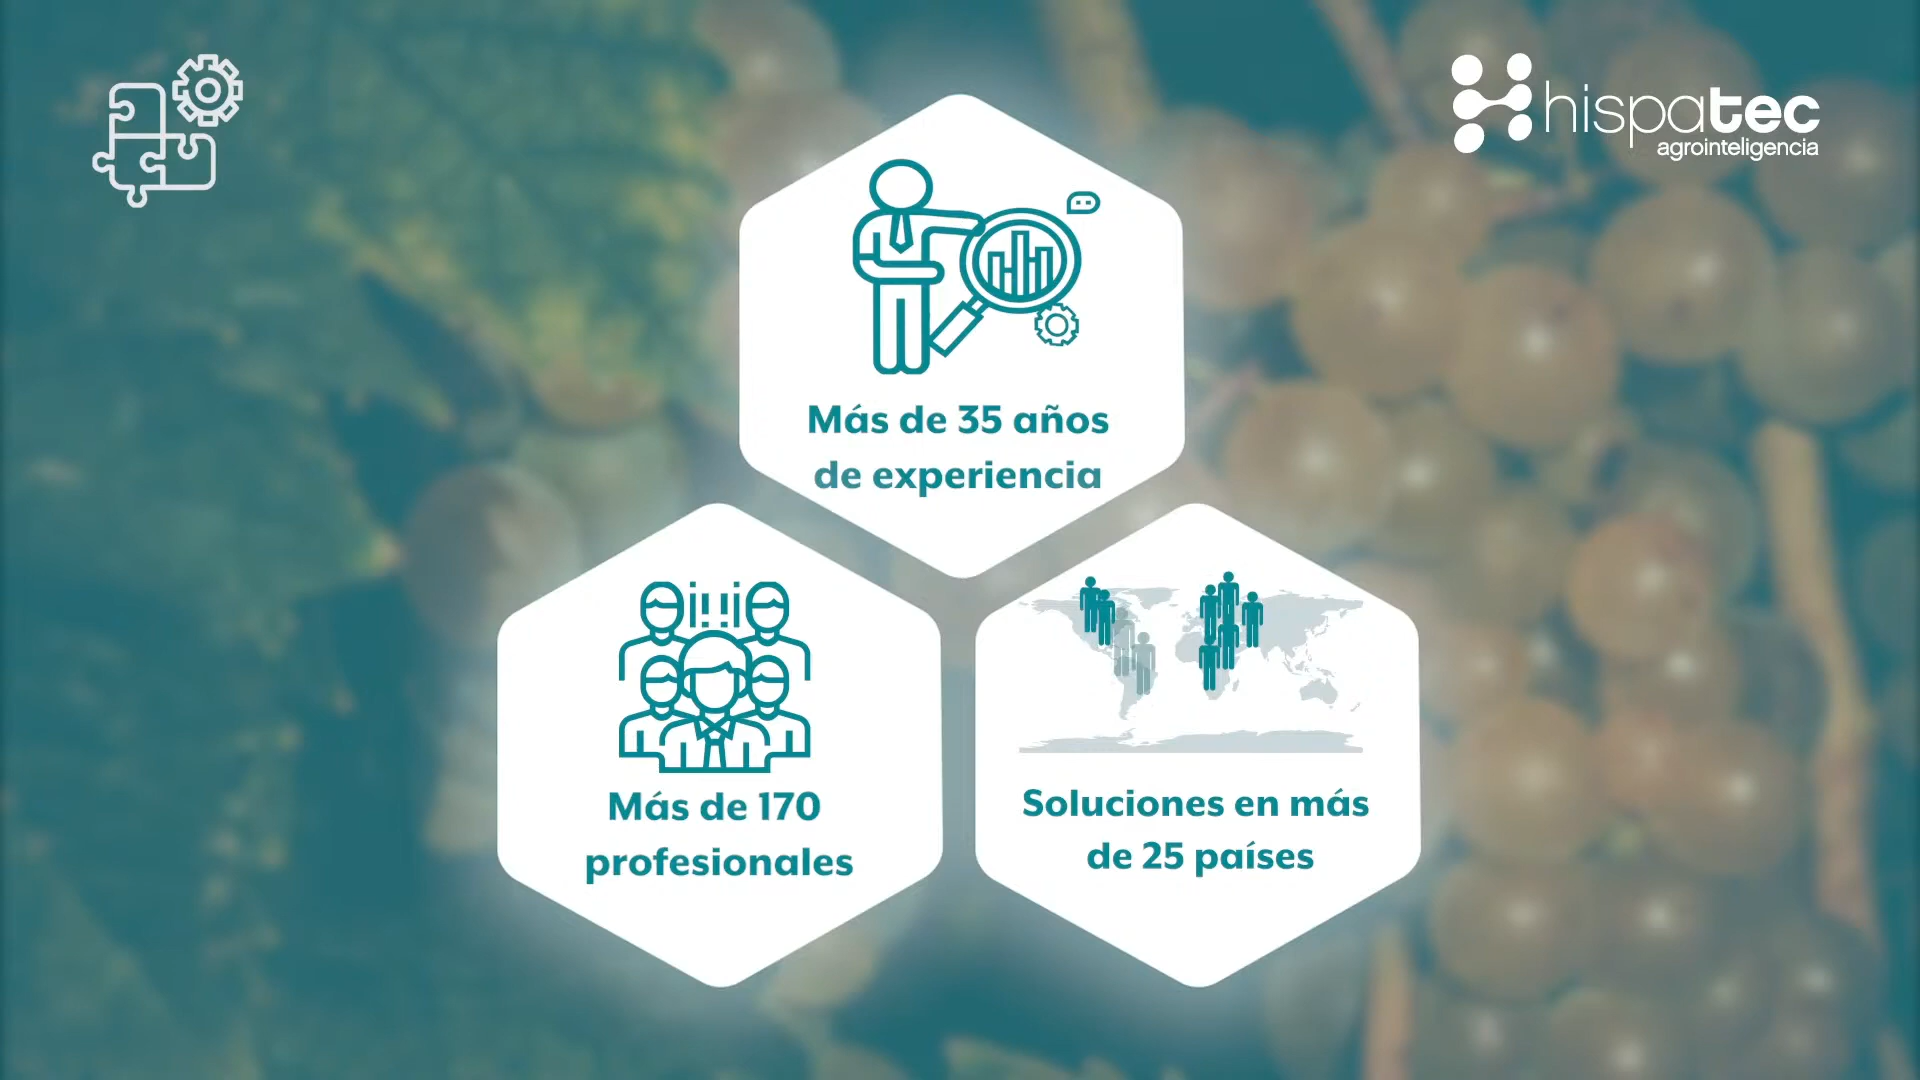 hispatec
agrointeligencia
Más de 35 años
de experiencia
Más de 170
profesionales
Soluciones en más
de 25 países